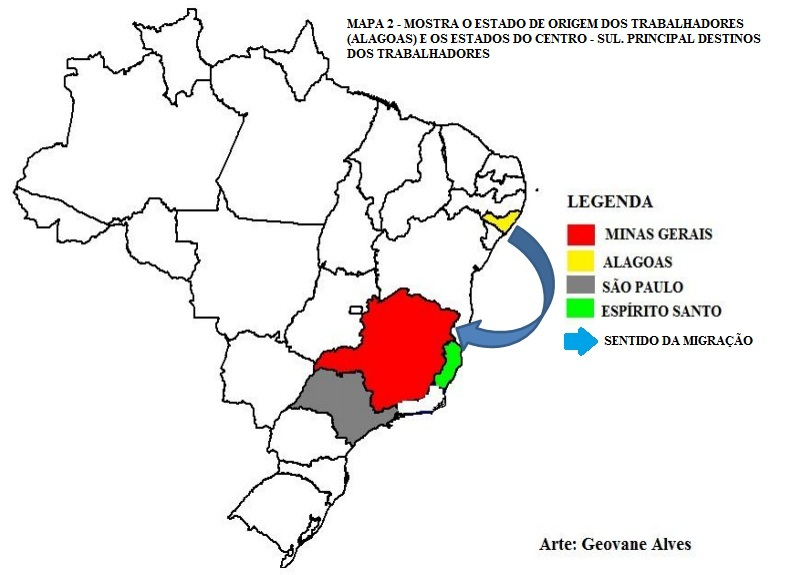 MAPA 2 - MOSTRA O ESTADO DE ORIGEM DOS TRABALHADORES
(ALAGOAS) E OS ESTADOS DO CENTRO - SUL. PRINCIPAL DESTINOS
DOS TRABALHADORES
LEGENDA
MINAS GERAIS
ALAGOAS
SÃO PAULO
ESPÍRITO SANTO
SENTIDO DA MIGRAÇÃO
Arte: Geovane Alves